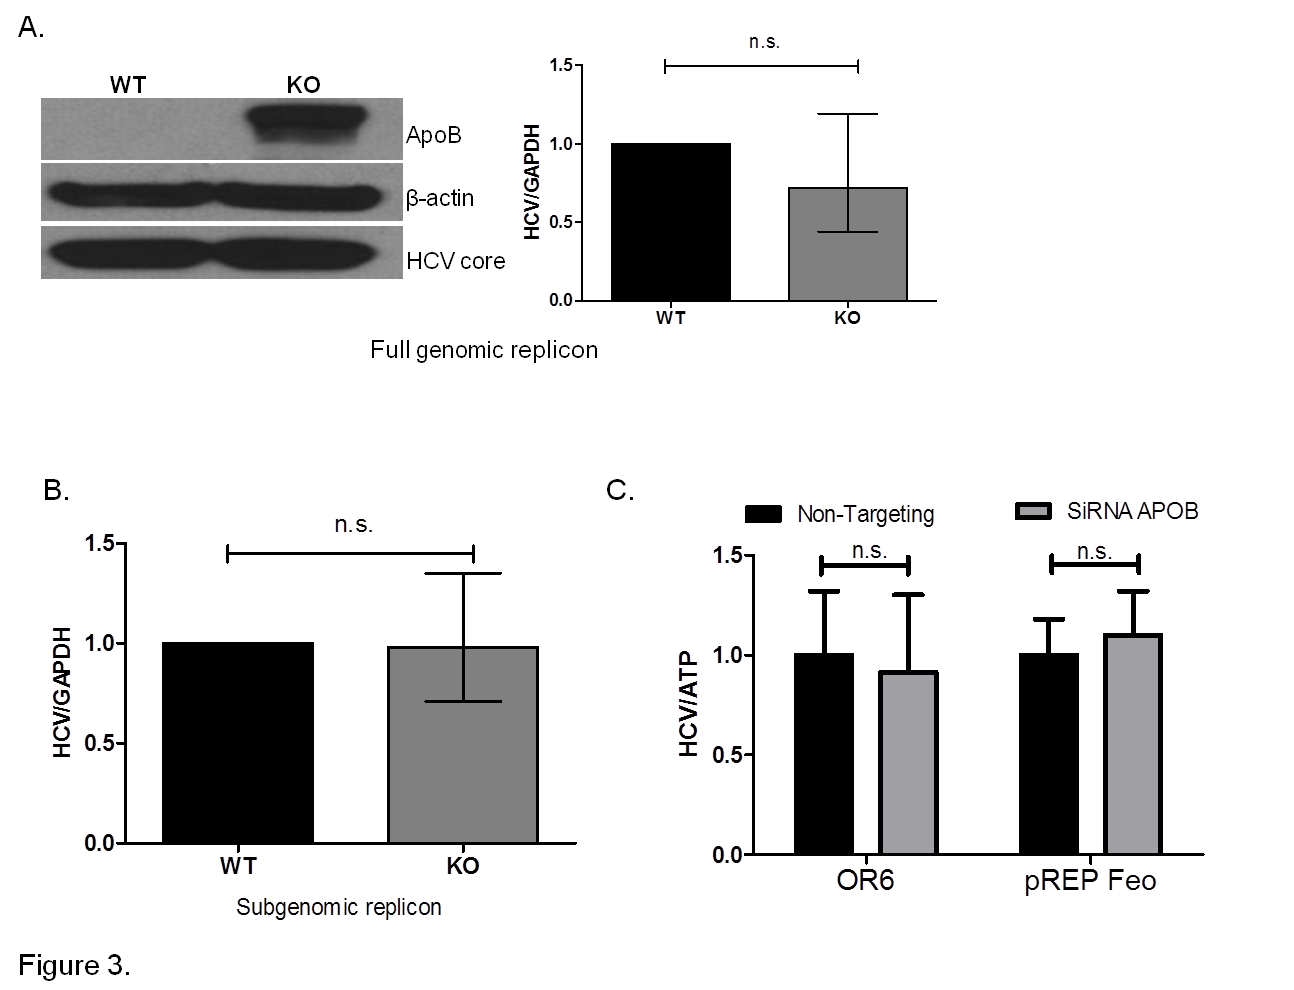 A.
WT KO
ApoB
β-actin
HCV core
n.s.
1.5
1.0
0.5
0.0
HCV/GAPDH
WT KO
Full genomic replicon
B.
n.s.
1.5
1.0
0.5
0.0
HCV/GAPDH
WT KO
Subgenomic replicon
C.
Non-Targeting SiRNA APOB
n.s. n.s.
1.5
1.0
0.5
0.0
HCV/ATP
OR6 pREP Feo
Figure 3.